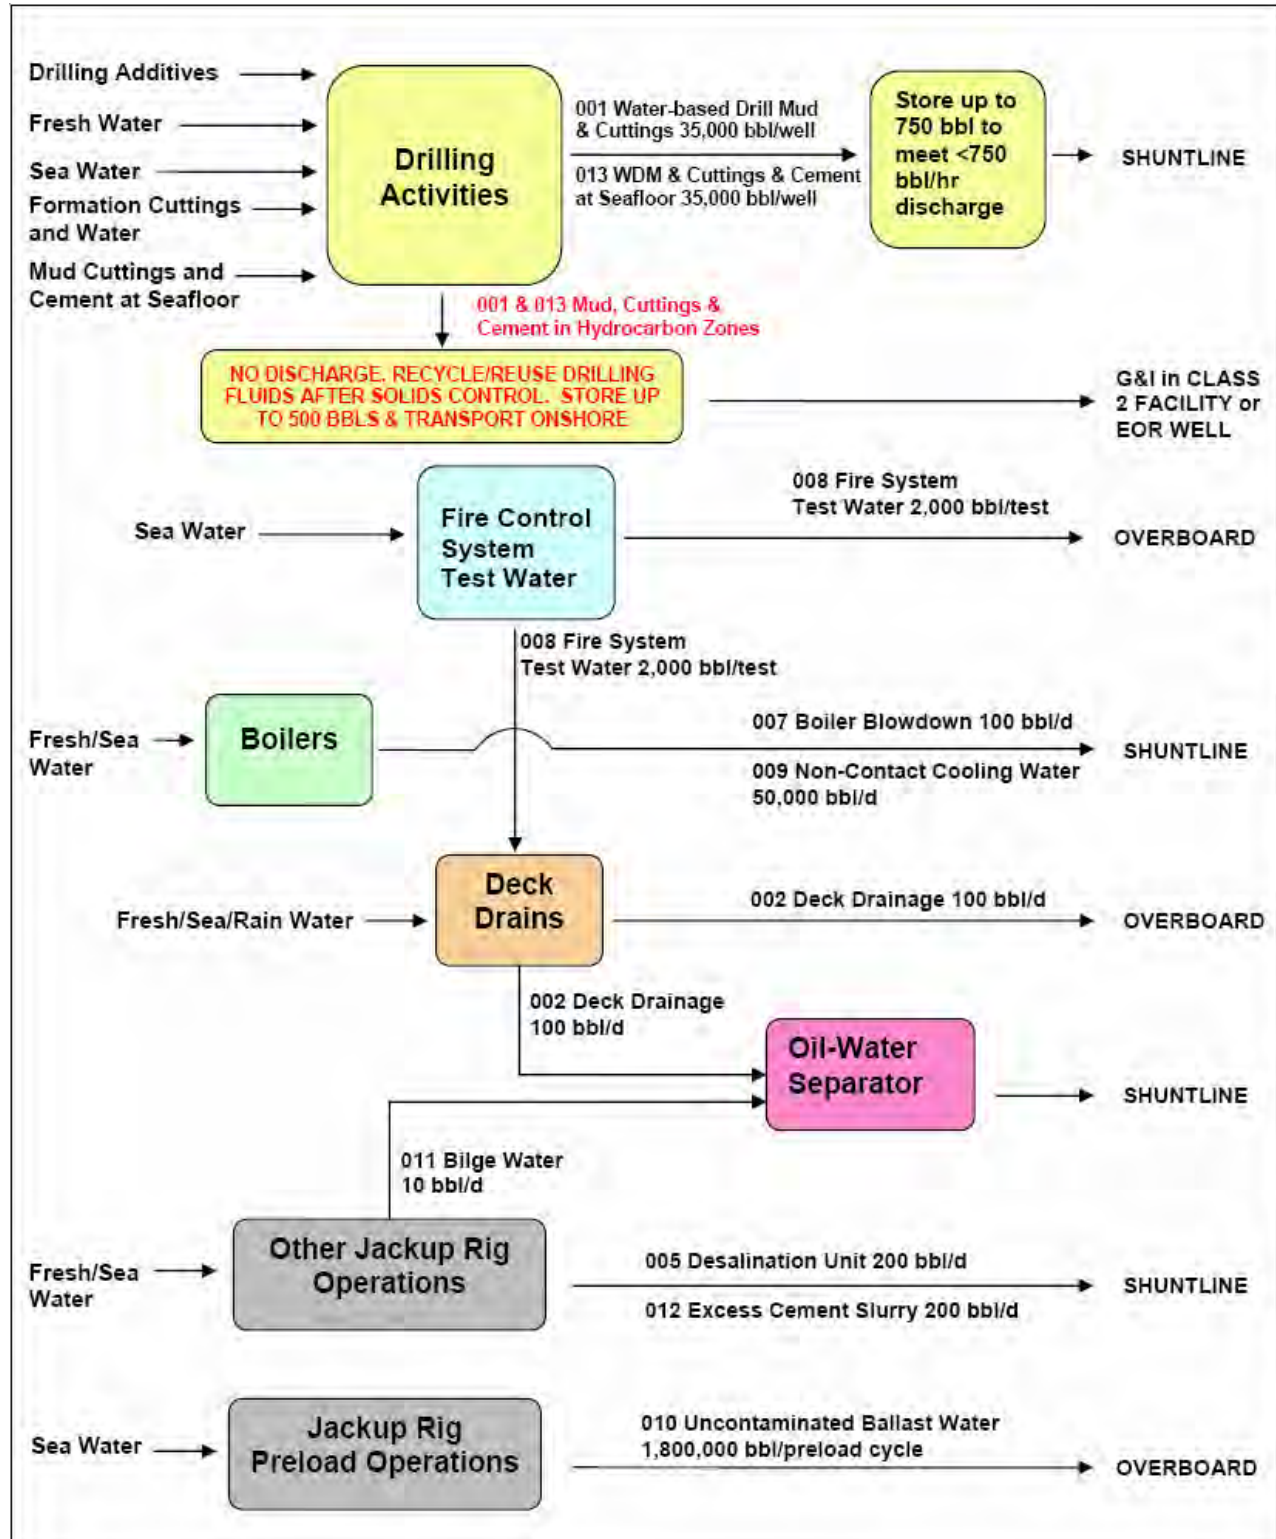 Drilling Additives
Fresh Water
Sea Water
Formation Cuttings
and Water
Mud Cuttings and
Cement at Seafloor
Drilling
Activities
001 Water-based Drill Mud
& Cuttings 35,000 bbl/well
013 WDM & Cuttings & Cement
at Seafloor 35,000 bbl/well
Store up to
750 bbl to
meet <750
bbl/hr
discharge
SHUNTLINE
001 & 013 Mud, Cuttings &
Cement in Hydrocarbon Zones
NO DISCHARGE. RECYCLE/REUSE DRILLING
FLUIDS AFTER SOLIDS CONTROL. STORE UP
TO 500 BBLS & TRANSPORT ONSHORE
G&I in CLASS
2 FACILITY or
EOR WELL
Sea Water
Fire Control
System
Test Water
008 Fire System
Test Water 2,000 bbl/test
OVERBOARD
008 Fire System
Test Water 2,000 bbl/test
Fresh/Sea
Water
Boilers
007 Boiler Blowdown 100 bbl/d
009 Non-Contact Cooling Water
50,000 bbl/d
SHUNTLINE
Fresh/Sea/Rain Water
Deck
Drains
002 Deck Drainage 100 bbl/d
OVERBOARD
002 Deck Drainage
100 bbl/d
Oil-Water
Separator
SHUNTLINE
011 Bilge Water
10 bbl/d
Fresh/Sea
Water
Other Jackup Rig
Operations
005 Desalination Unit 200 bbl/d
012 Excess Cement Slurry 200 bbl/d
SHUNTLINE
Sea Water
Jackup Rig
Preload Operations
010 Uncontaminated Ballast Water
1,800,000 bbl/preload cycle
OVERBOARD